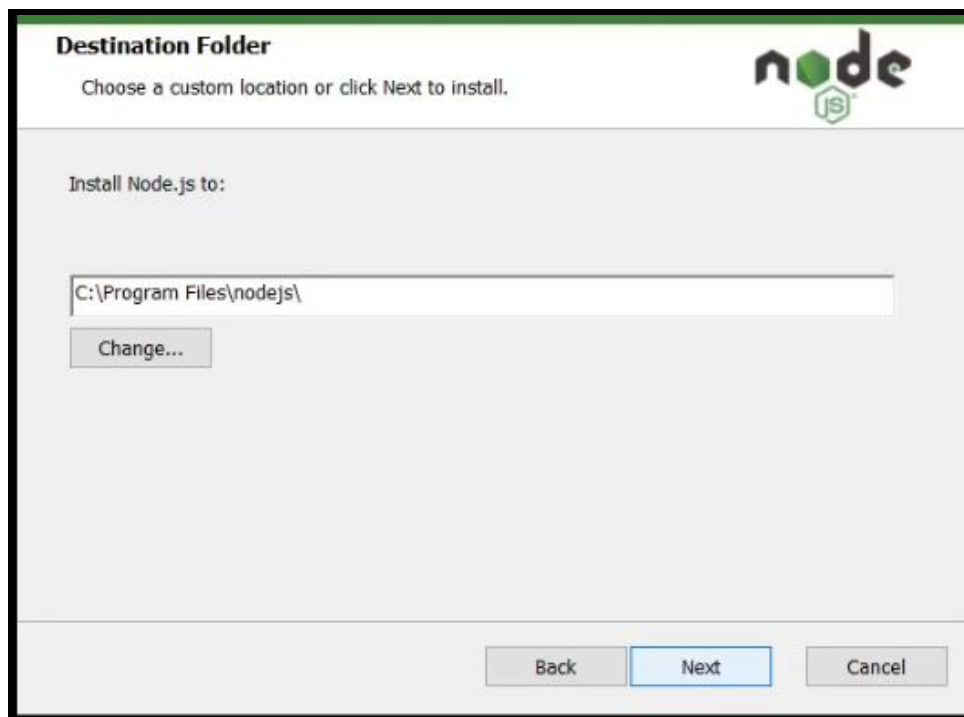 Destination Folder
Choose a custom location or click Next to install.
node
JS
Install Node.js to:
C:\Program Files\nodejs\
Change...
Back
Next
Cancel